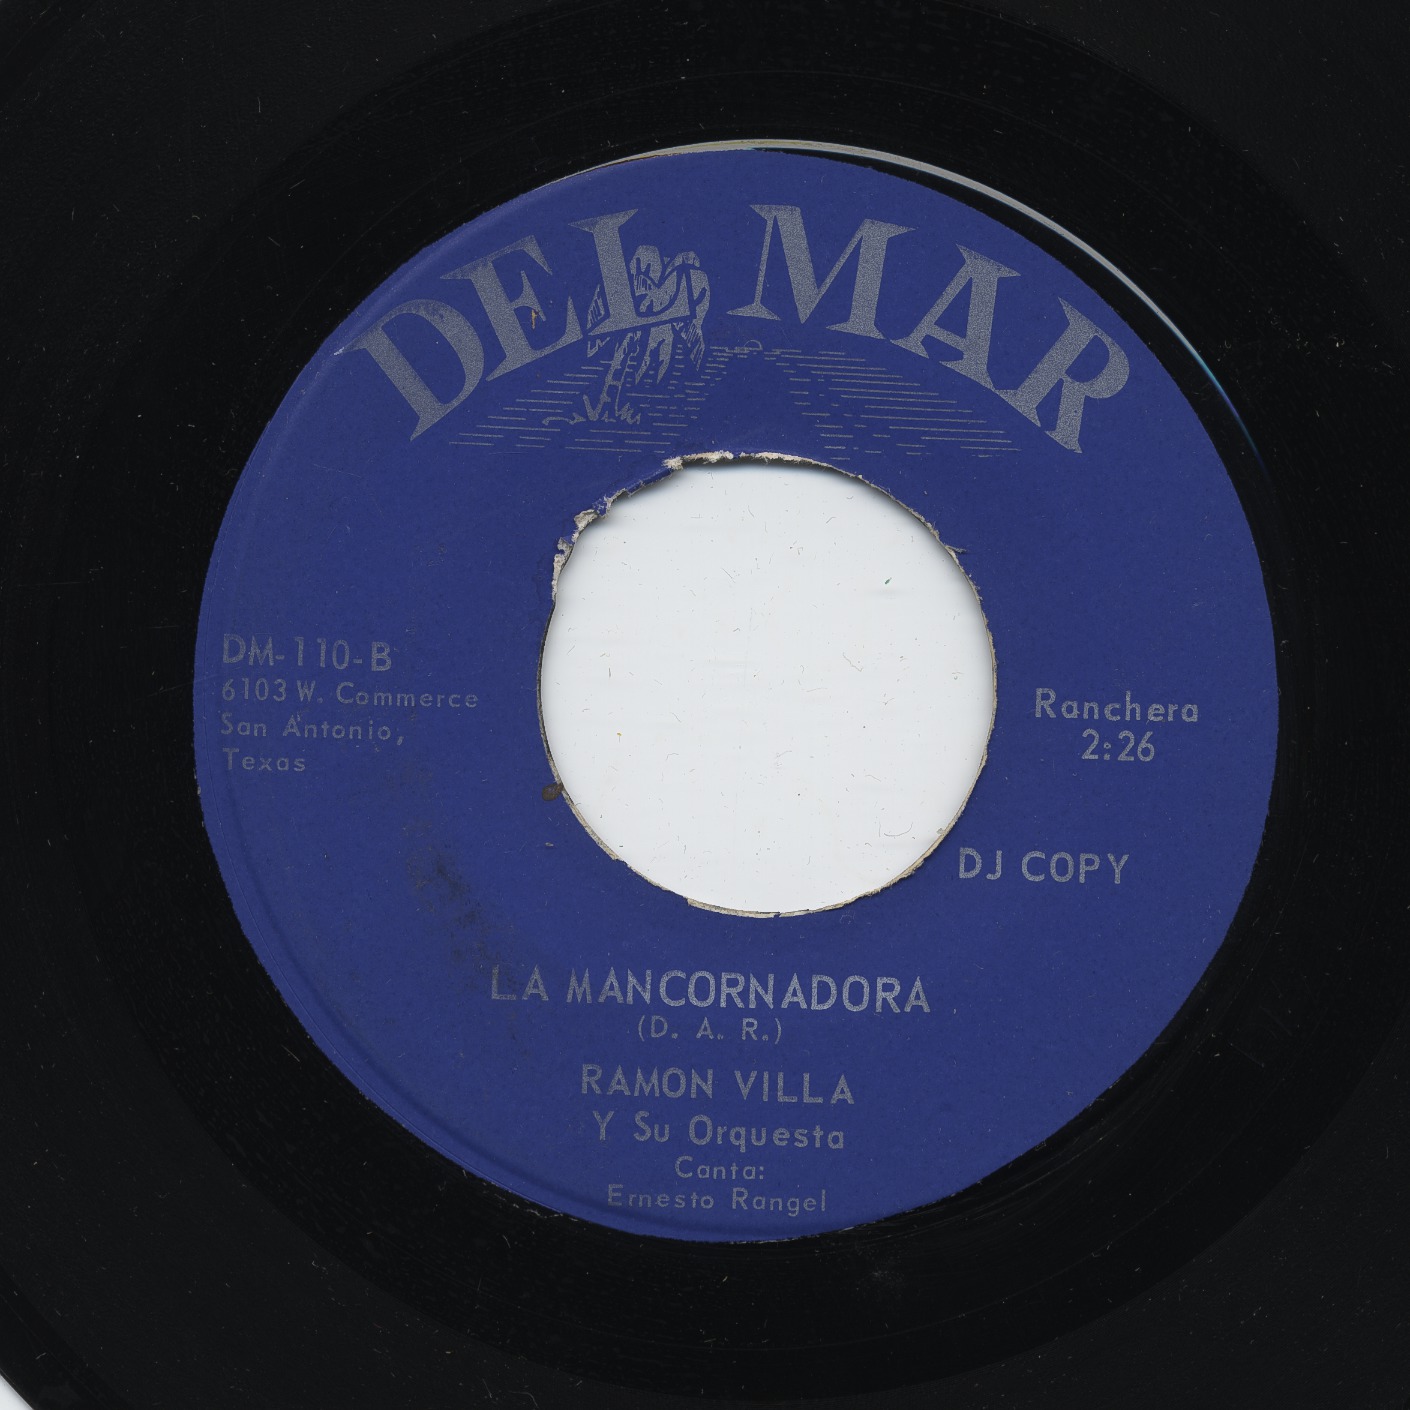 DEL MAR
DM-110-B
6103 W. Commerce
San Antonio,
Texas
Ranchera
2:26
DJ COPY
LA MANCORNADORA
(D. A. R.)
RAMON VILLA
Y Su Orquesta
Canta:
Ernesto Rangel